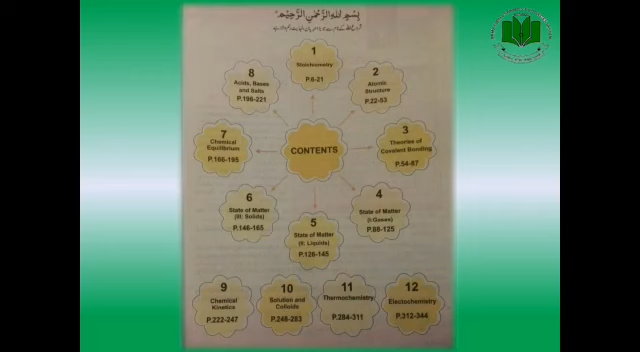 بِسْمِ اللهِ الرَّحْمٰنِ الرَّحِيْمِ
1
Stoichiometry
P.6-21
2
Atomic
Structure
P.22-53
3
Theories of
Covalent Bonding
P.54-87
4
State of Matter
(I:Gases)
P.88-125
5
State of Matter
(II: Liquids)
P.126-145
6
State of Matter
(III: Solids)
P.146-165
7
Chemical
Equilibrium
P.166-195
8
Acids, Bases
and Salts
P.196-221
CONTENTS
9
Chemical
Kinetics
P.222-247
10
Solution and
Colloids
P.248-283
11
Thermochemistry
P.284-311
12
Electochemistry
P.312-344